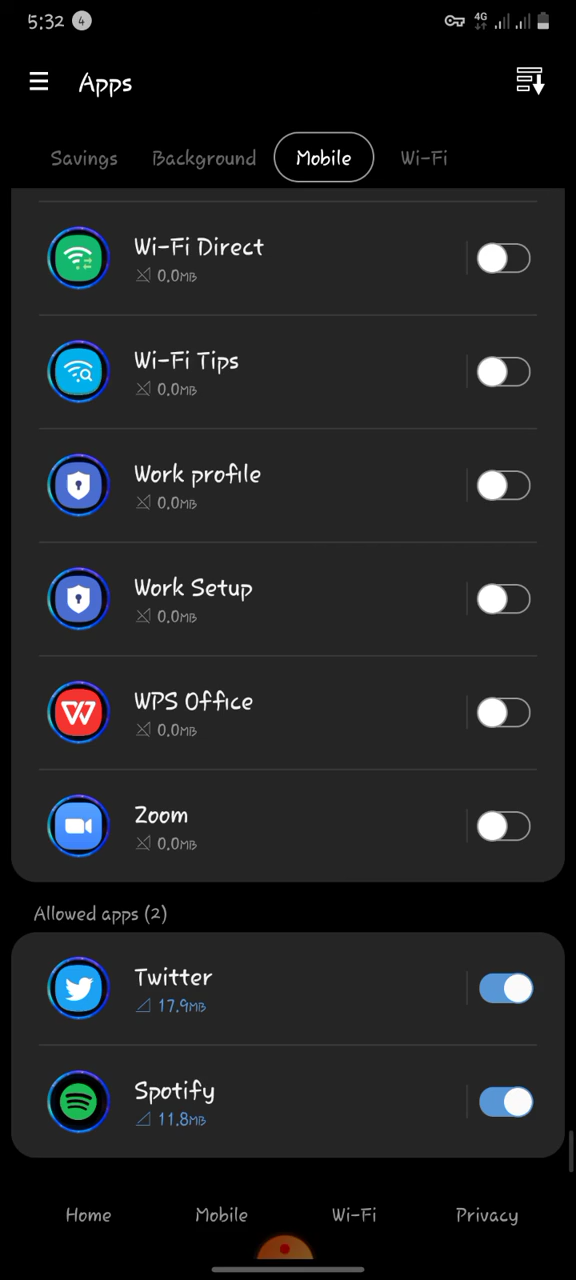 5:32 4 4G
Apps
Savings Background Mobile Wi-Fi
Wi-Fi Direct
0.0MB
Wi-Fi Tips
0.0MB
Work profile
0.0MB
Work Setup
0.0MB
WPS Office
0.0MB
Zoom
0.0MB
Allowed apps (2)
Twitter
17.9MB
Spotify
11.8MB
Home Mobile Wi-Fi Privacy